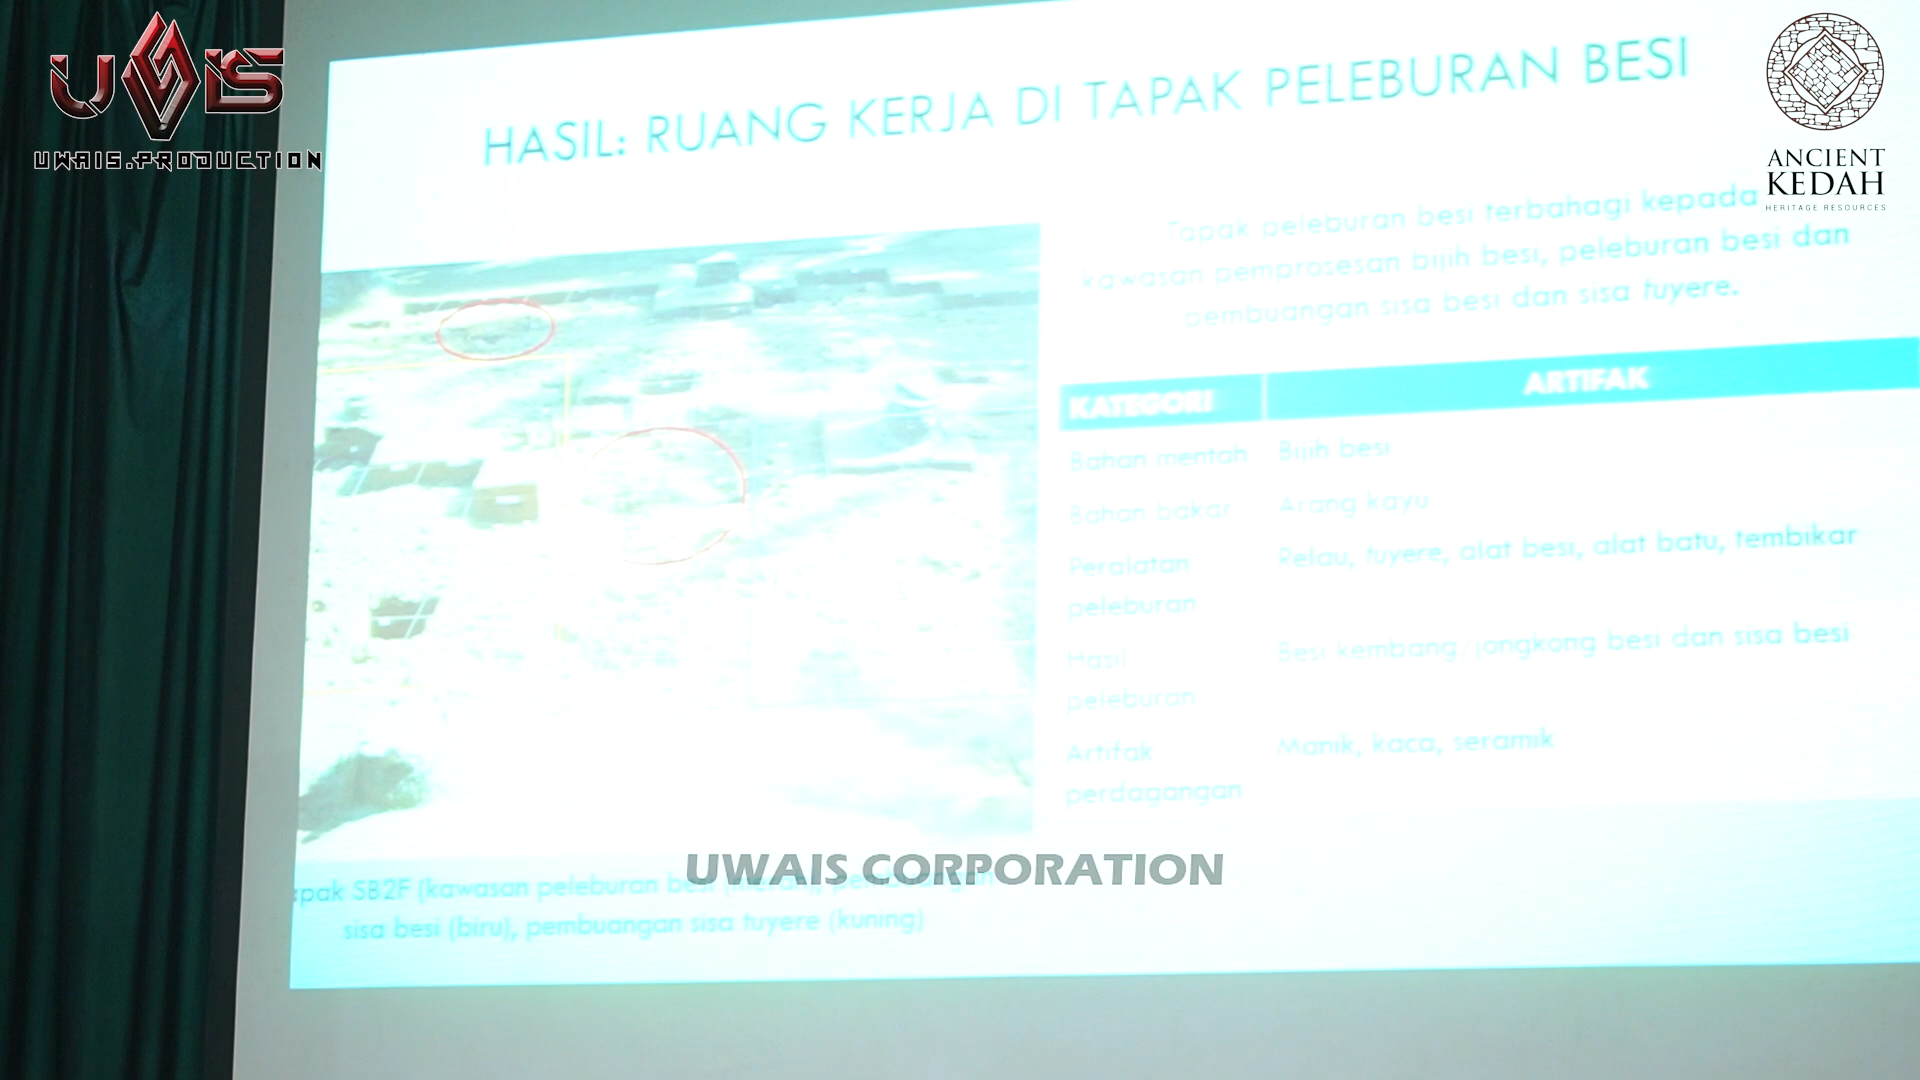 UWAIS
UWAIS.PRODUCTION
ANCIENT
KEDAH
HERITAGE RESOURCES
HASIL: RUANG KERJA DI TAPAK PELEBURAN BESI
Tapak peleburan besi terbahagi kepada
kawasan pemprosesan bijih besi, peleburan besi dan
pembuangan sisa besi dan sisa tuyere.
KATEGORI ARTIFAK
Bahan mentah Bijih besi
Bahan bakar Arang kayu
Peralatan Relau, tuyere, alat besi, alat batu, tembikar
peleburan
Hasil Besi kembang/jongkong besi dan sisa besi
peleburan
Artifak Manik, kaca, seramik
perdagangan
UWAIS CORPORATION
apak SB2F (kawasan peleburan besi
sisa besi (biru), pembuangan sisa tuyere (kuning)